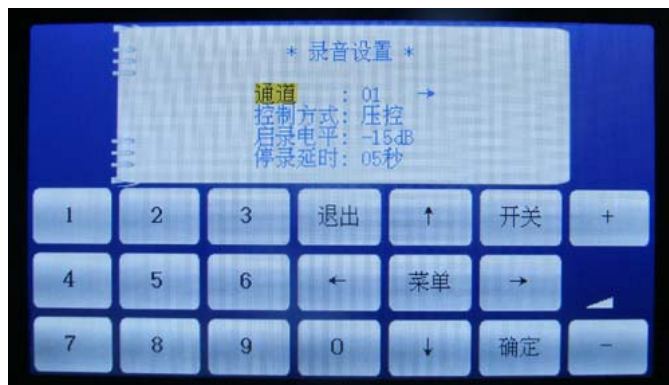 * 录音设置 *
通道 : 01 →
控制方式: 压控
启录电平: -15dB
停录延时: 05秒
1 2 3 退出 ↑ 开关 +
4 5 6 ← 菜单 →
7 8 9 0 ↓ 确定 -